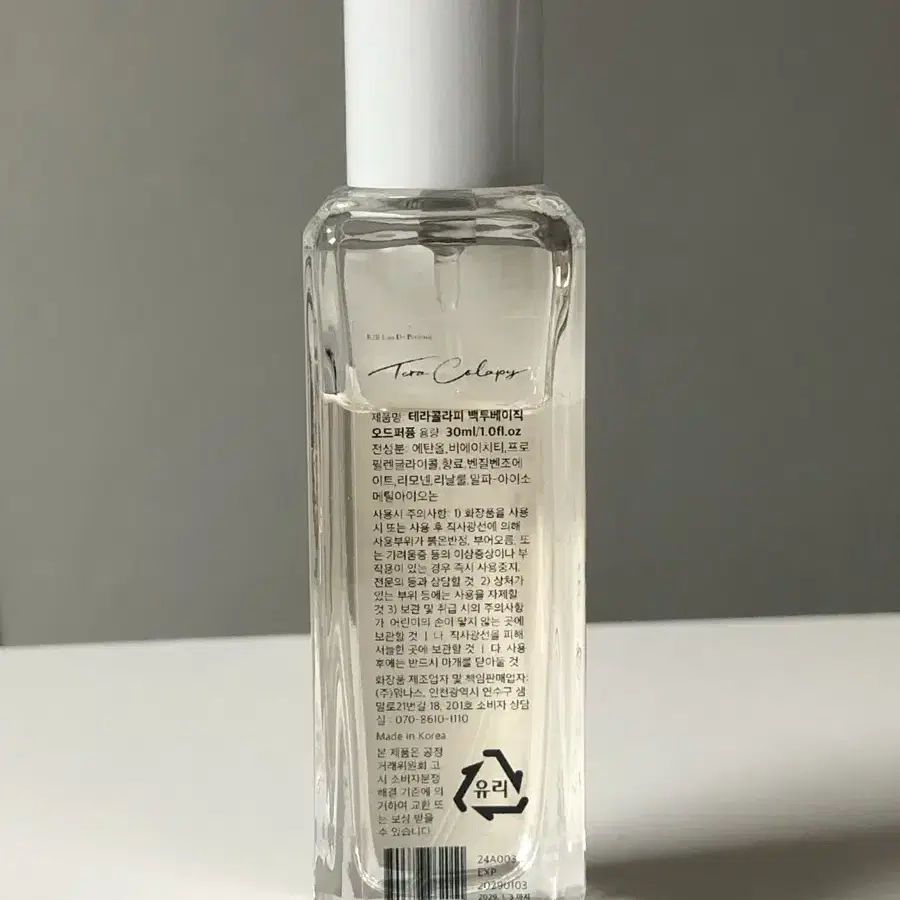 B2B Eau De Perfume
Tera Colapy
제품명: 테라콜라피 백투베이직
오드퍼퓸 용량: 30ml/1.0fl.oz
전성분: 에탄올,비에이치티,프로
필렌글라이콜,향료,벤질벤조에
이트,리모넨,리날룰,알파-아이소
메틸아이오논
사용시 주의사항: 1) 화장품을 사용
시 또는 사용 후 직사광선에 의해
사용부위가 붉은반점, 부어오름, 또
는 가려움증 등의 이상증상이나 부
작용이 있는 경우 즉시 사용중지,
전문의 등과 상담할 것 2) 상처가
있는 부위 등에는 사용을 자제할
것 3) 보관 및 취급 시의 주의사항
가. 어린이의 손이 닿지 않는 곳에
보관할 것 | 나. 직사광선을 피해
서늘한 곳에 보관할 것 | 다. 사용
후에는 반드시 마개를 닫아둘 것
화장품 제조업자 및 책임판매업자:
(주)워나스, 인천광역시 연수구 샘
말로21번길 18, 201호 소비자 상담
실 : 070-8610-1110
Made in Korea
본 제품은 공정
거래위원회 고
시 소비자분쟁
해결 기준에 의
거하여 교환 또
는 보상 받을
수 있습니다.
유리
24A003
EXP
20290103
2029. 1. 3 까지